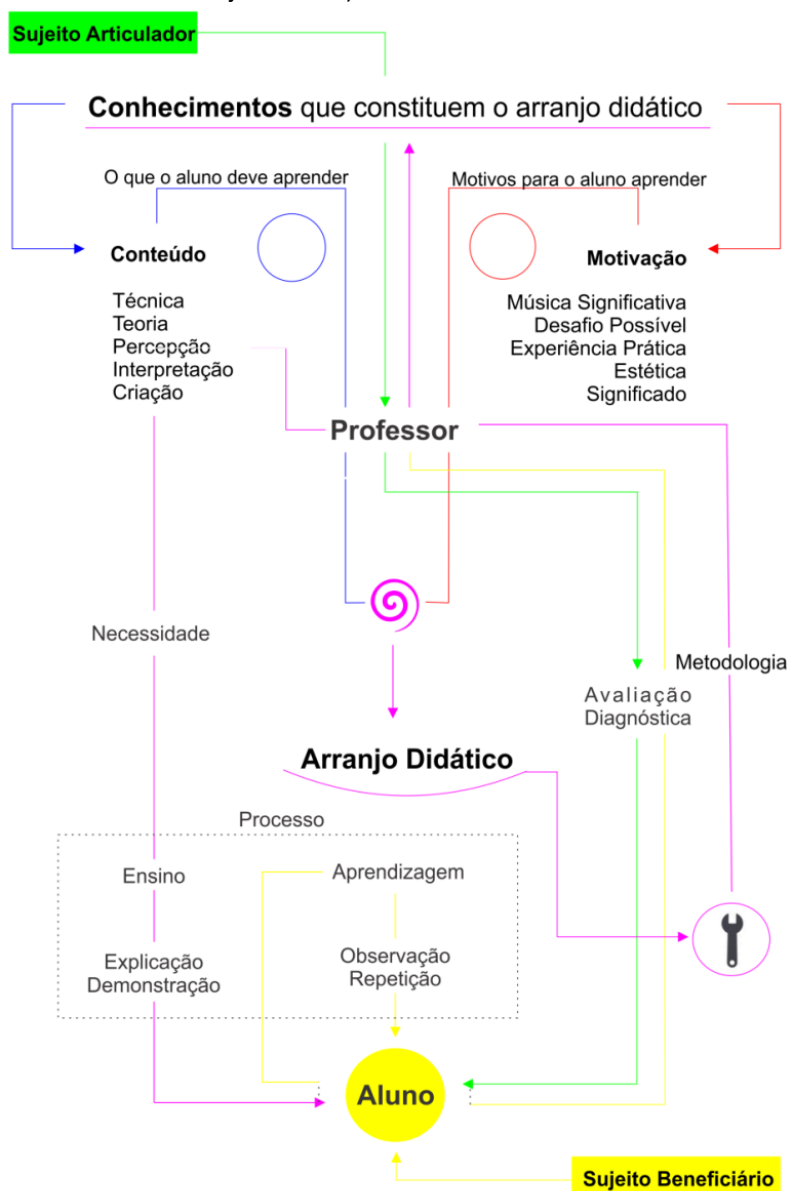 Sujeito Articulador
Conhecimentos que constituem o arranjo didático
O que o aluno deve aprender
Motivos para o aluno aprender
Conteúdo
Motivação
Técnica
Teoria
Percepção
Interpretação
Criação
Música Significativa
Desafio Possível
Experiência Prática
Estética
Significado
Professor
Necessidade
Metodologia
Avaliação
Diagnóstica
Arranjo Didático
Processo
Ensino
Aprendizagem
Explicação
Demonstração
Observação
Repetição
Aluno
Sujeito Beneficiário